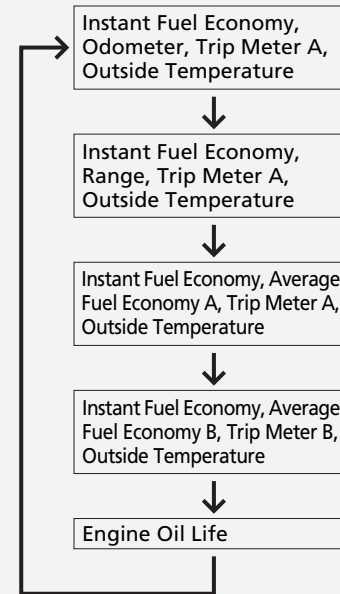 Instant Fuel Economy,
Odometer, Trip Meter A,
Outside Temperature
Instant Fuel Economy,
Range, Trip Meter A,
Outside Temperature
Instant Fuel Economy, Average
Fuel Economy A, Trip Meter A,
Outside Temperature
Instant Fuel Economy, Average
Fuel Economy B, Trip Meter B,
Outside Temperature
Engine Oil Life